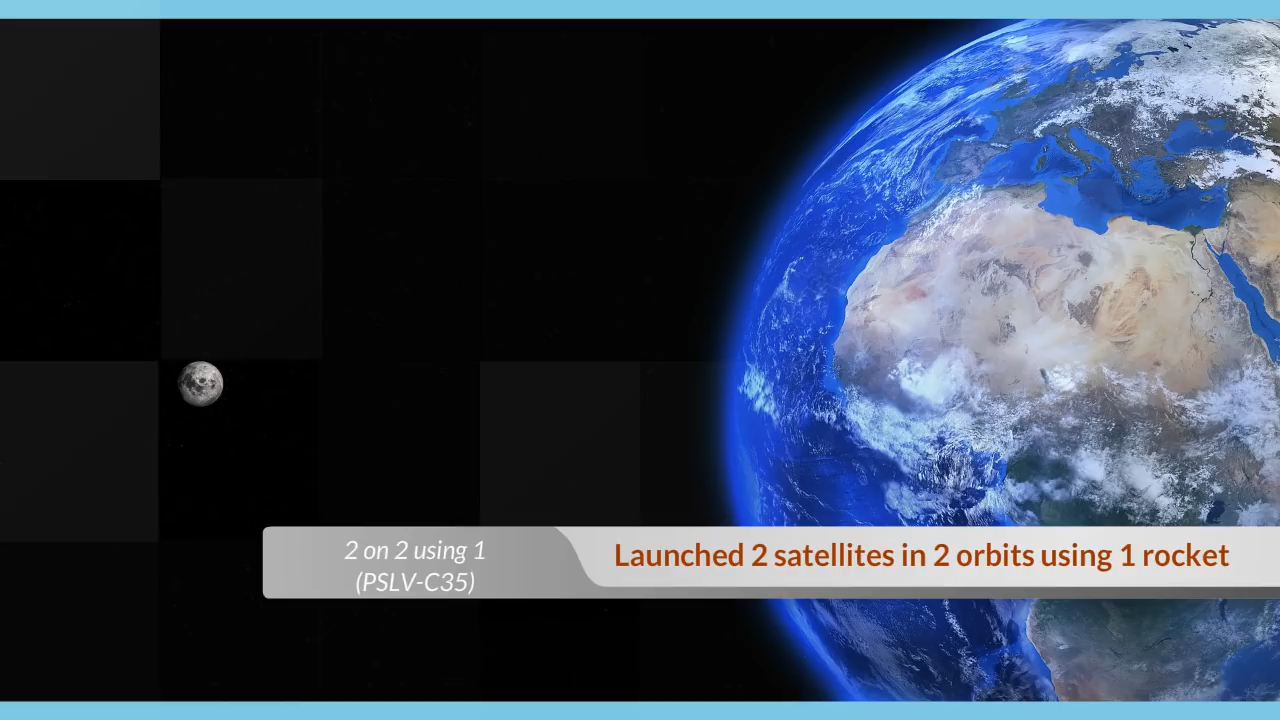 2 on 2 using 1
(PSLV-C35)
Launched 2 satellites in 2 orbits using 1 rocket